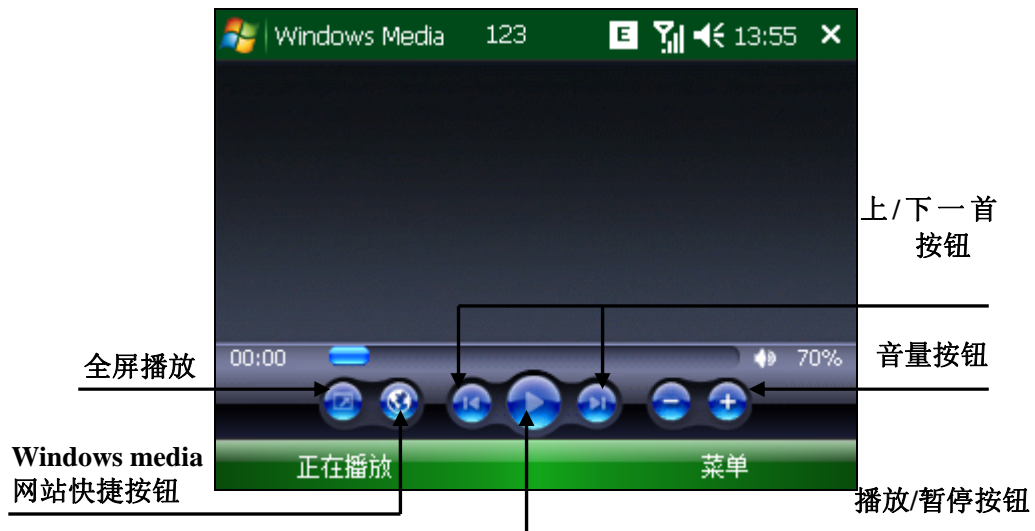 Windows Media 123 E 13:55
上/下一首
按钮
00:00 70%
全屏播放
音量按钮
Windows media
网站快捷按钮
正在播放 菜单
播放/暂停按钮